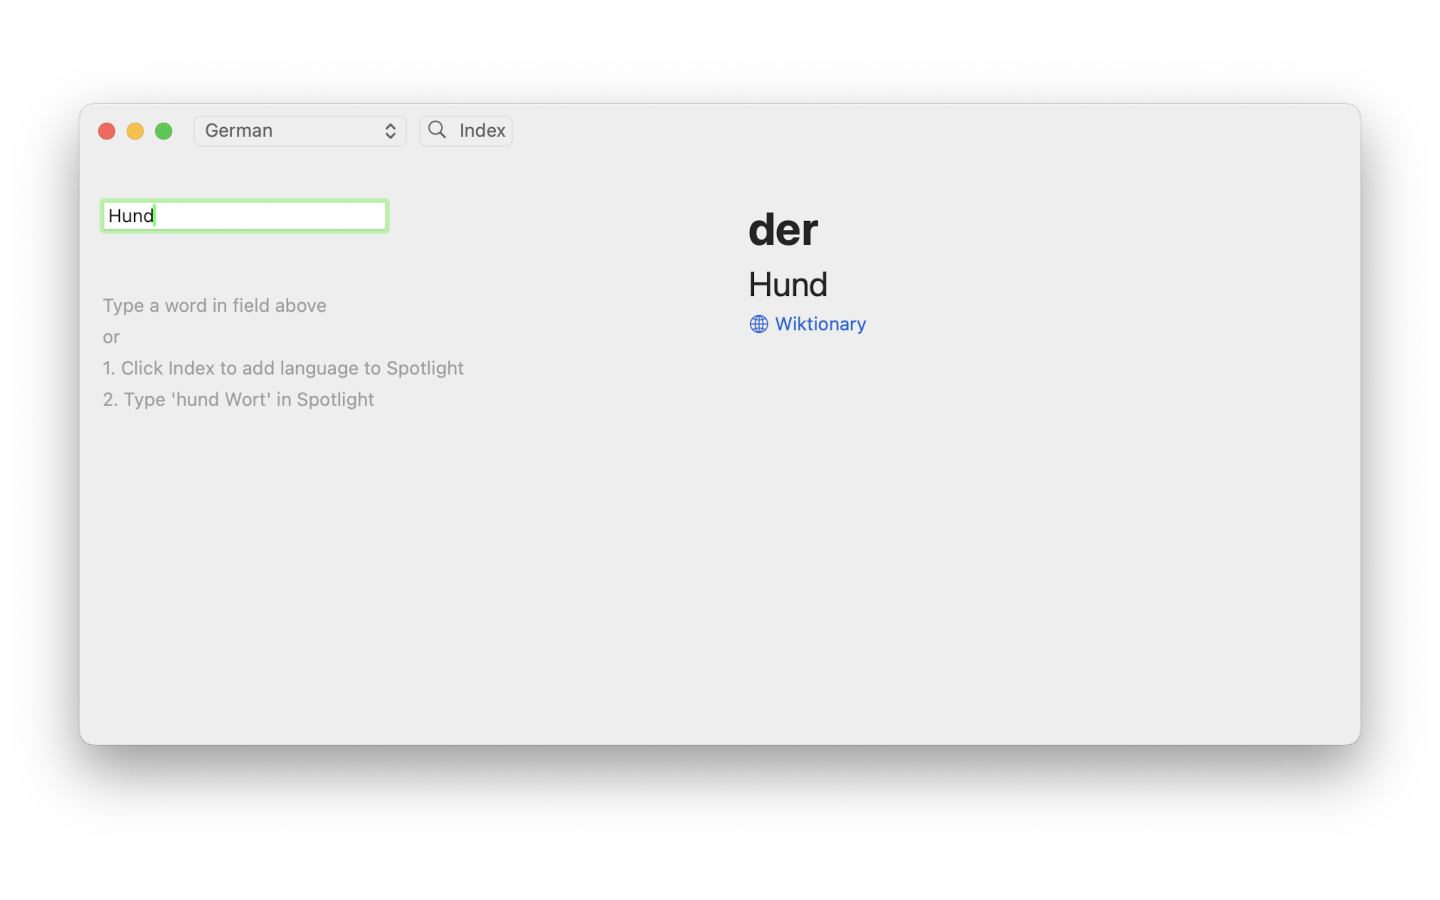 German
Index
Hund
Type a word in field above
or
1. Click Index to add language to Spotlight
2. Type 'hund Wort' in Spotlight
der
Hund
Wiktionary